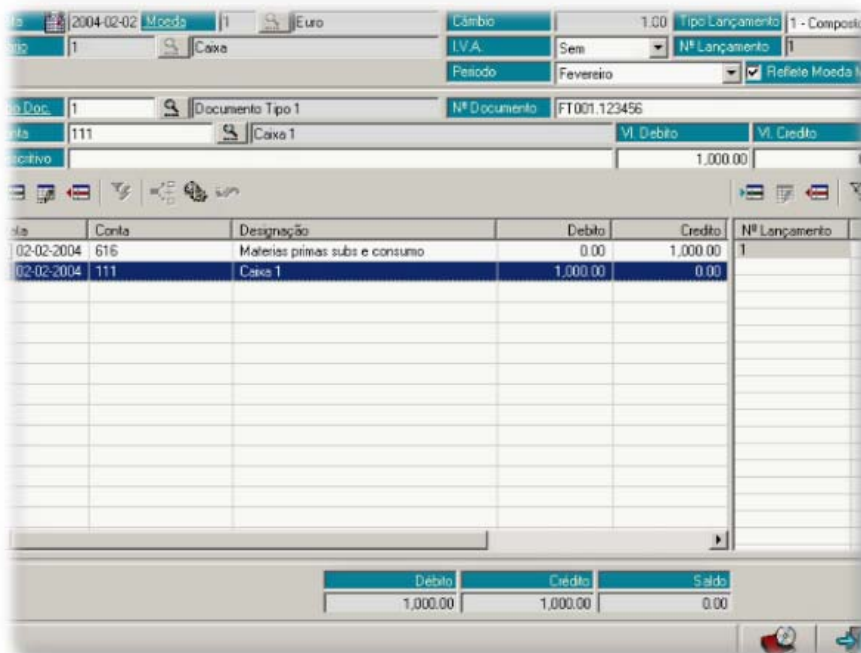 2004-02-02 Moeda 1 Euro Câmbio 1.00 Tipo Lançamento 1 - Composto
1 Caixa I.V.A. Sem Nº Lançamento 1
Periodo Fevereiro Reflete Moeda
Doc. 1 Documento Tipo 1 Nº Documento FT001.123456
111 Caixa 1 Vl. Debito Vl. Credito
1,000.00
Conta Designação Debito Credito Nº Lançamento
02-02-2004 616 Materias primas subs e consumo 0.00 1,000.00 1
02-02-2004 111 Caixa 1 1,000.00 0.00
Débito Crédito Saldo
1,000.00 1,000.00 0.00